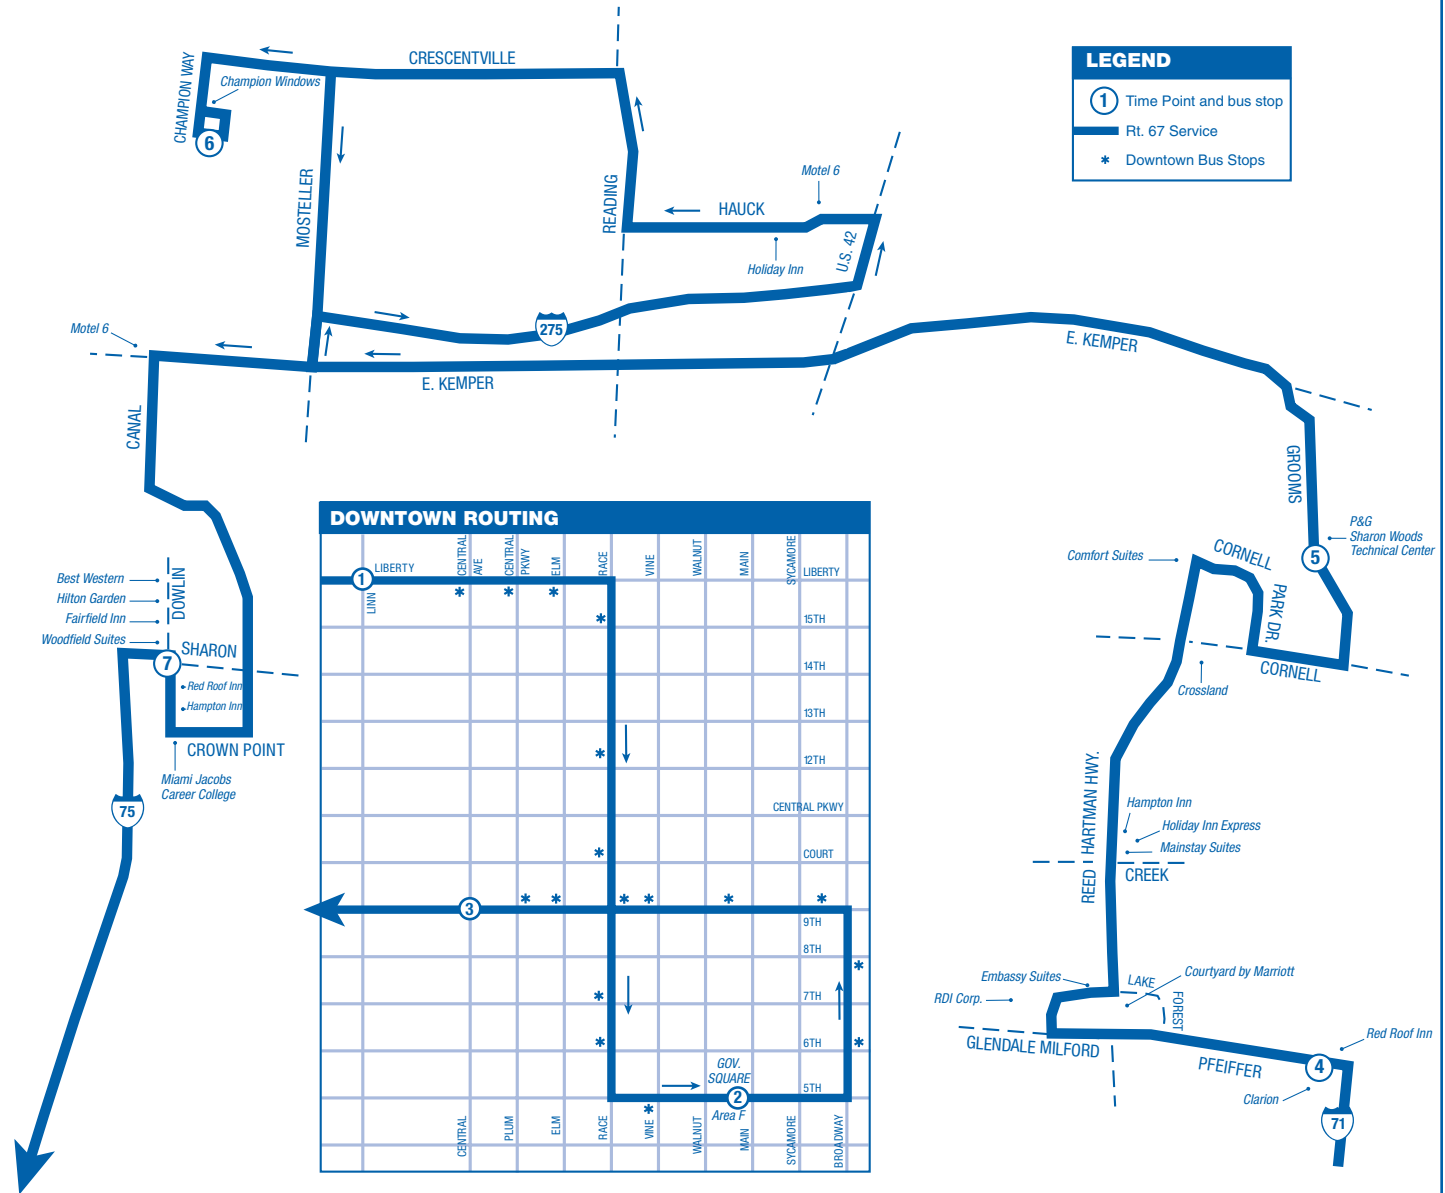 CRESCENTVILLE
CHAMPION WAY
Champion Windows
6
MOSTELLER
READING
Motel 6
HAUCK
U.S. 42
Holiday Inn
LEGEND
1 Time Point and bus stop
Rt. 67 Service
* Downtown Bus Stops
275
Motel 6
E. KEMPER
E. KEMPER
CANAL
GROOMS
P&G
Sharon Woods
Technical Center
5
Comfort Suites
CORNELL
PARK DR.
CORNELL
Crossland
Best Western
Hilton Garden
Fairfield Inn
Woodfield Suites
DOWLIN
SHARON
7
Red Roof Inn
Hampton Inn
CROWN POINT
Miami Jacobs
Career College
75
DOWNTOWN ROUTING
LIBERTY
1
LINN
CENTRAL
AVE
CENTRAL
PKWY
ELM
RACE
VINE
WALNUT
MAIN
SYCAMORE
LIBERTY
15TH
14TH
13TH
12TH
CENTRAL PKWY
COURT
3
9TH
8TH
7TH
6TH
GOV.
SQUARE
5TH
2
Area F
CENTRAL
PLUM
ELM
RACE
VINE
WALNUT
MAIN
SYCAMORE
BROADWAY
REED HARTMAN HWY.
Hampton Inn
Holiday Inn Express
Mainstay Suites
CREEK
Embassy Suites
RDI Corp.
LAKE
FOREST
Courtyard by Marriott
GLENDALE MILFORD
PFEIFFER
Red Roof Inn
4
Clarion
71